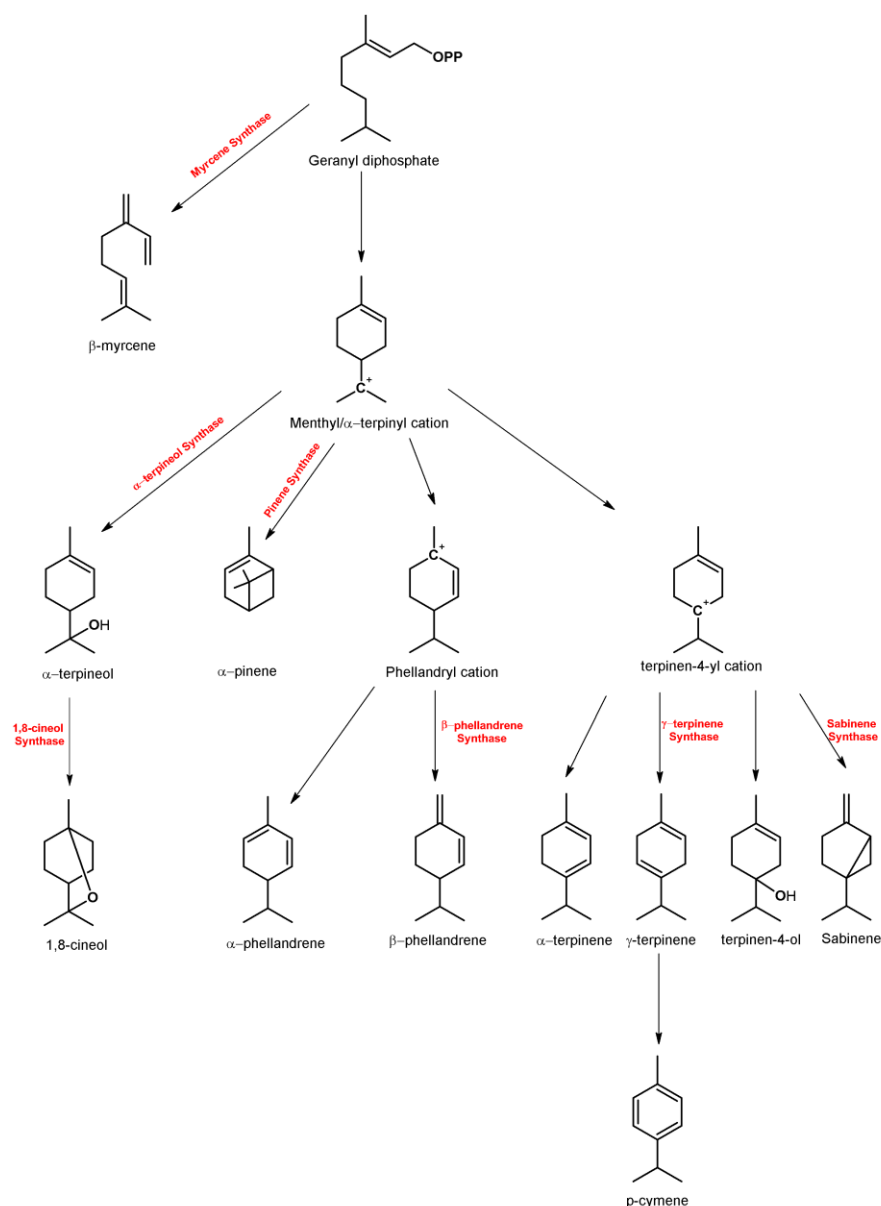 OPP
Geranyl diphosphate
Myrcene Synthase
β-myrcene
C+
Menthyl/α-terpinyl cation
α-terpineol Synthase
Pinene Synthase
OH
α-terpineol
α-pinene
C+
Phellandryl cation
C+
terpinen-4-yl cation
1,8-cineol
Synthase
β-phellandrene
Synthase
γ-terpinene
Synthase
Sabinene
Synthase
O
1,8-cineol
α-phellandrene
β-phellandrene
α-terpinene
γ-terpinene
OH
terpinen-4-ol
Sabinene
p-cymene